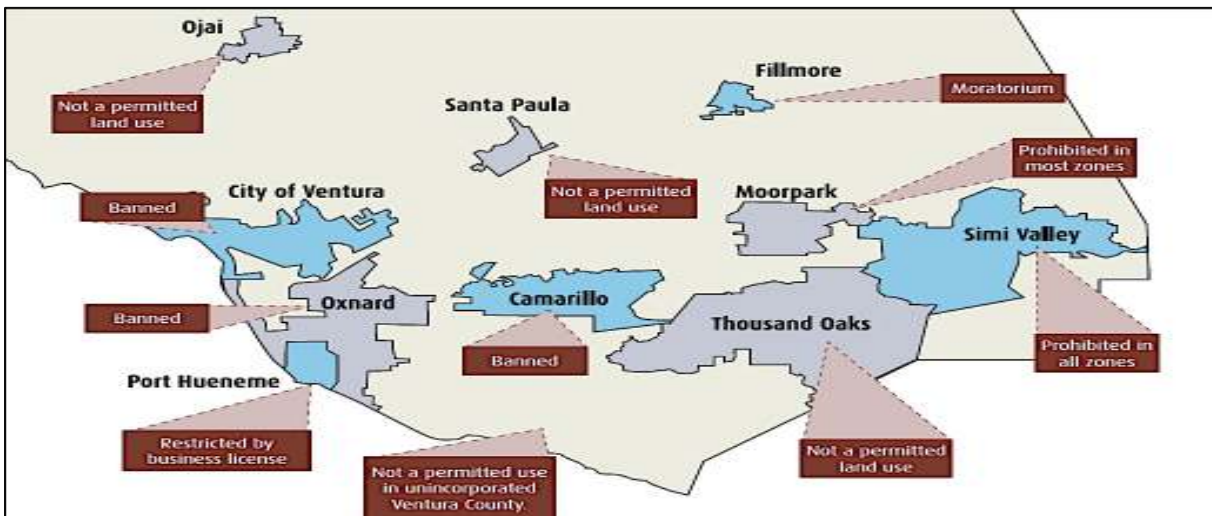 Ojai
Not a permitted
land use
Fillmore
Moratorium
Santa Paula
Not a permitted
land use
Prohibited in
most zones
Moorpark
City of Ventura
Banned
Simi Valley
Oxnard
Banned
Camarillo
Banned
Thousand Oaks
Prohibited in
all zones
Port Hueneme
Restricted by
business license
Not a permitted use
in unincorporated
Ventura County.
Not a permitted
land use